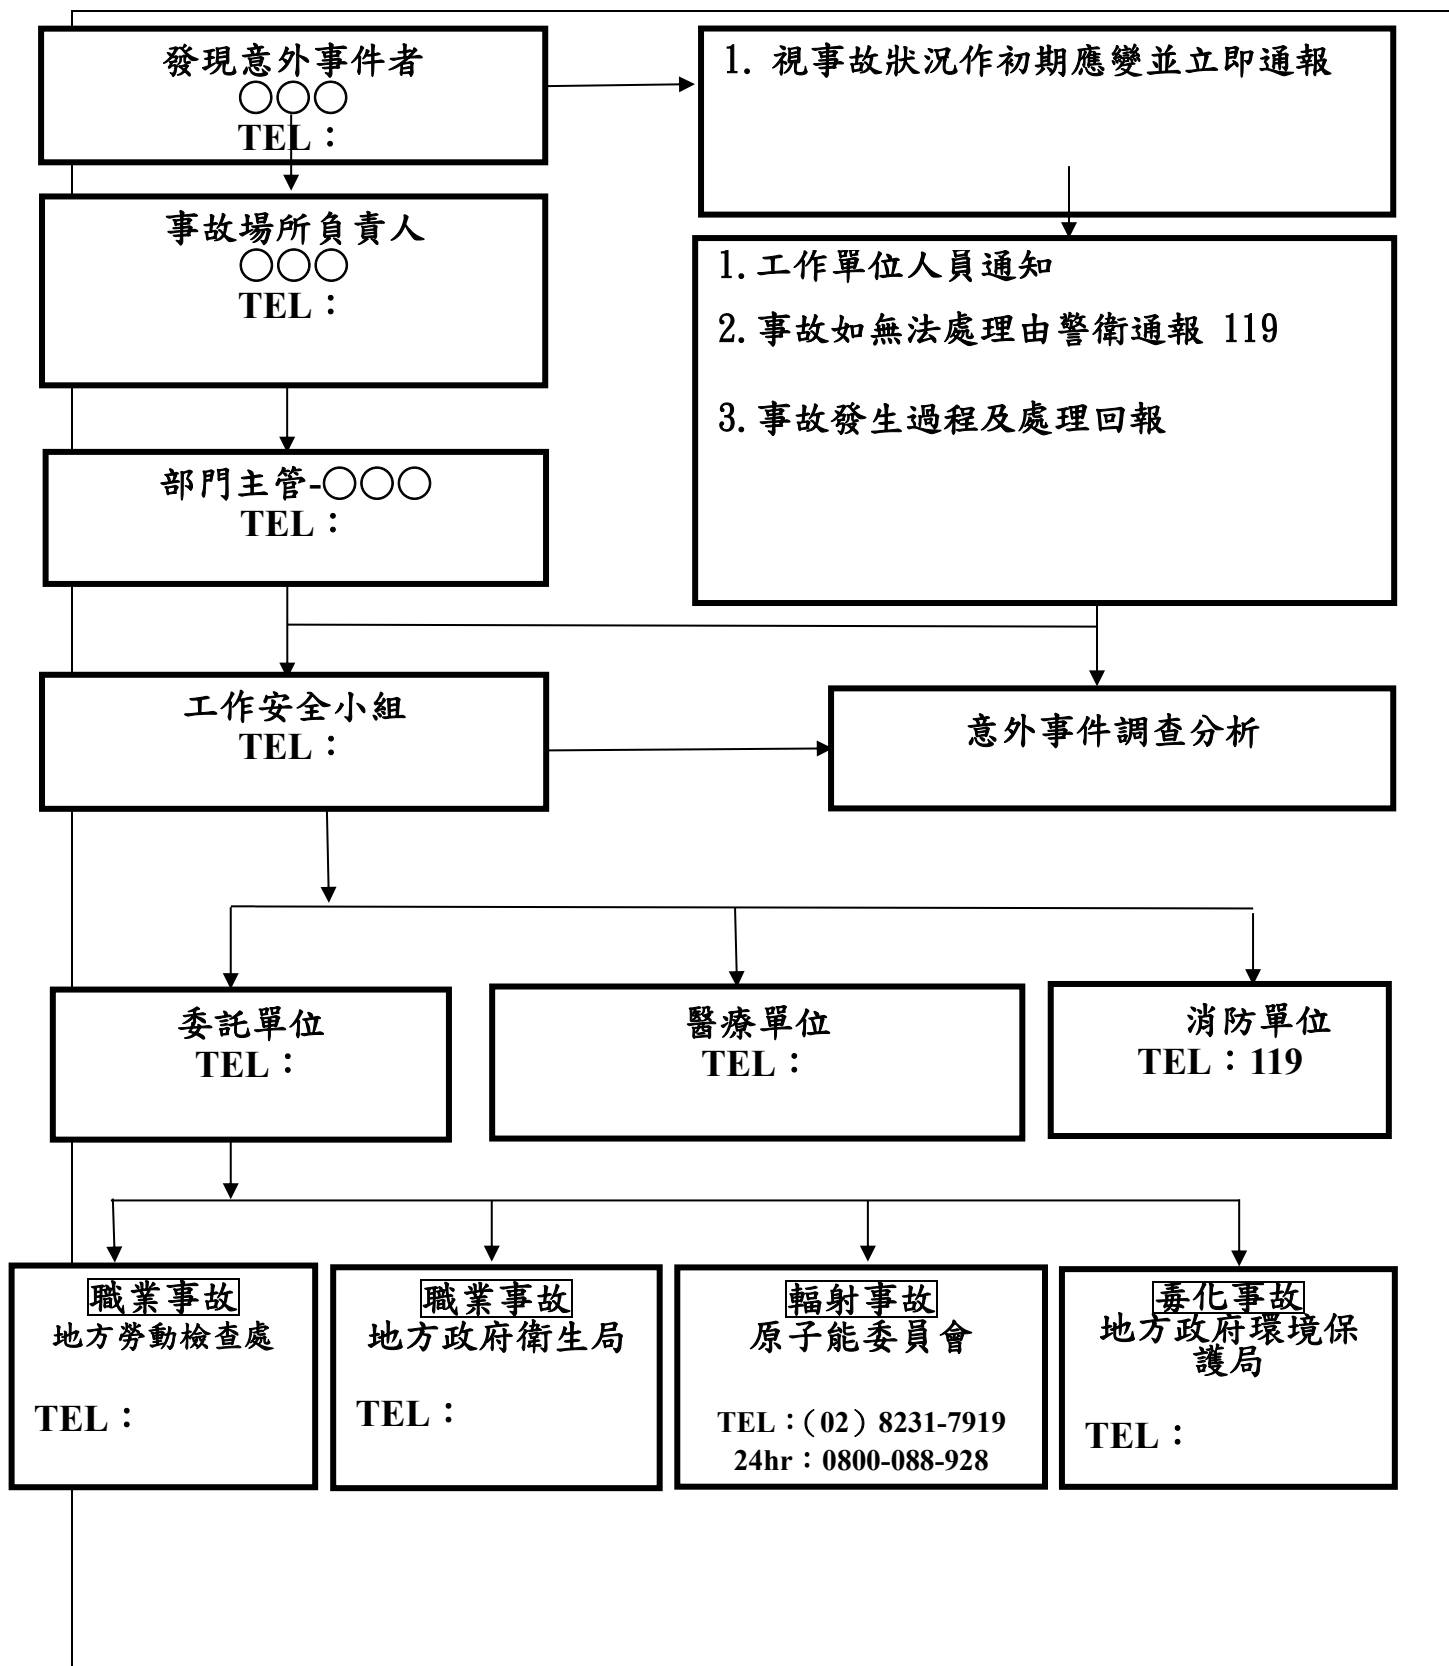 發現意外事件者
○○○
TEL：
1. 視事故狀況作初期應變並立即通報
事故場所負責人
○○○
TEL：
1.工作單位人員通知
2.事故如無法處理由警衛通報 119
3.事故發生過程及處理回報
部門主管-○○○
TEL：
工作安全小組
TEL：
意外事件調查分析
委託單位
TEL：
醫療單位
TEL：
消防單位
TEL：119
職業事故
地方勞動檢查處
TEL：
職業事故
地方政府衛生局
TEL：
輻射事故
原子能委員會
TEL：（02）8231-7919
24hr：0800-088-928
毒化事故
地方政府環境保
護局
TEL：